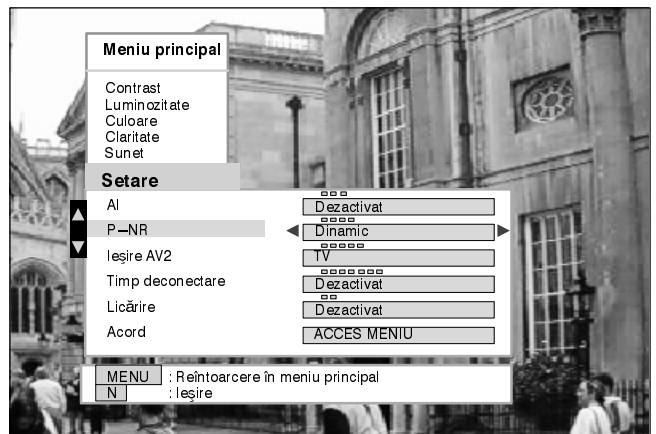 Meniu principal
Contrast
Luminozitate
Culoare
Claritate
Sunet
Setare
AI Dezactivat
P–NR Dinamic
Ieşire AV2 TV
Timp deconectare Dezactivat
Licărire Dezactivat
Acord ACCES MENIU
MENU : Reîntoarcere în meniu principal
N : Ieşire